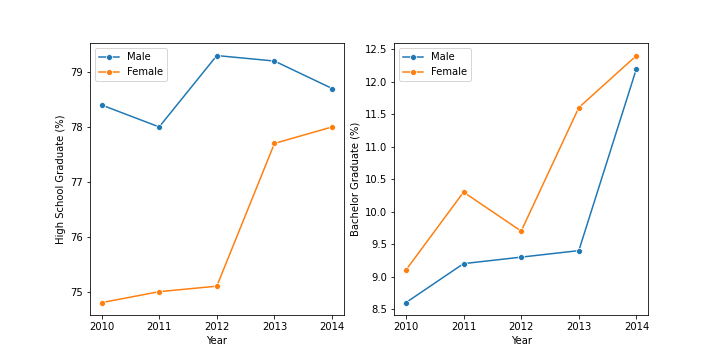 High School Graduate (%)
79
78
77
76
75
Male
Female
2010 2011 2012 2013 2014
Year
Bachelor Graduate (%)
12.5
12.0
11.5
11.0
10.5
10.0
9.5
9.0
8.5
Male
Female
2010 2011 2012 2013 2014
Year